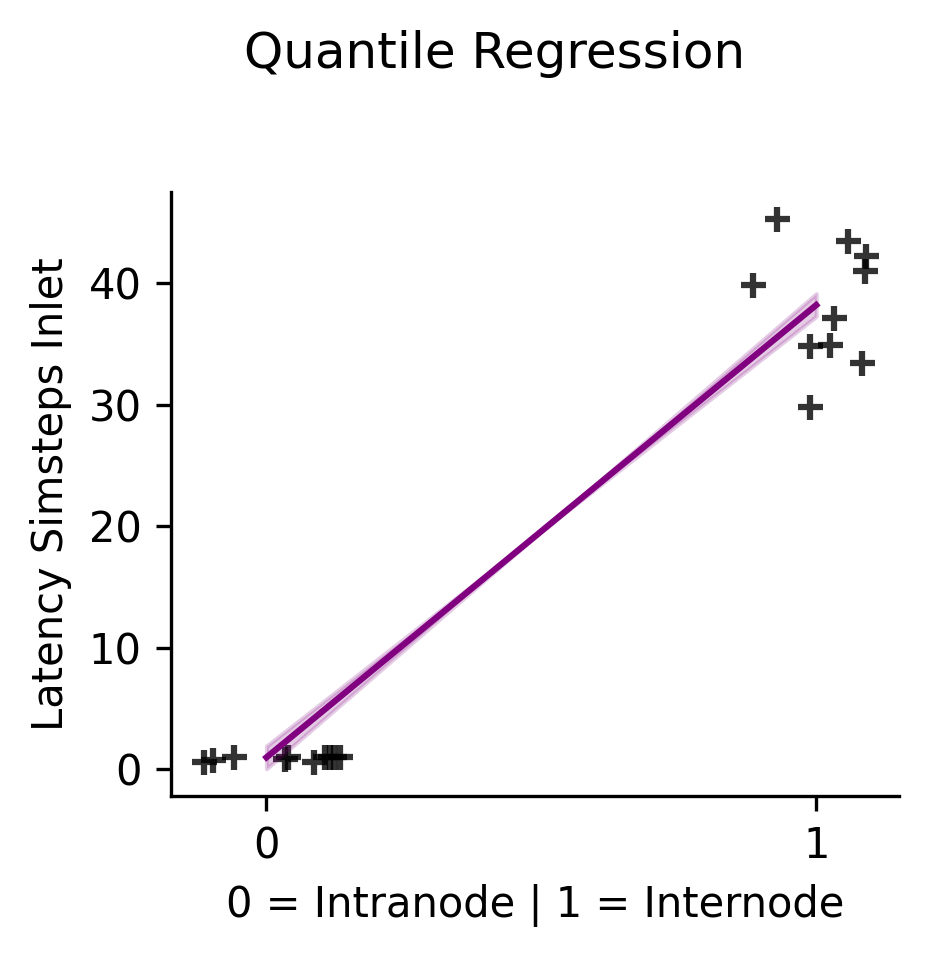 Quantile Regression
Latency Simsteps Inlet
40
30
20
10
0
0 1
0 = Intranode | 1 = Internode